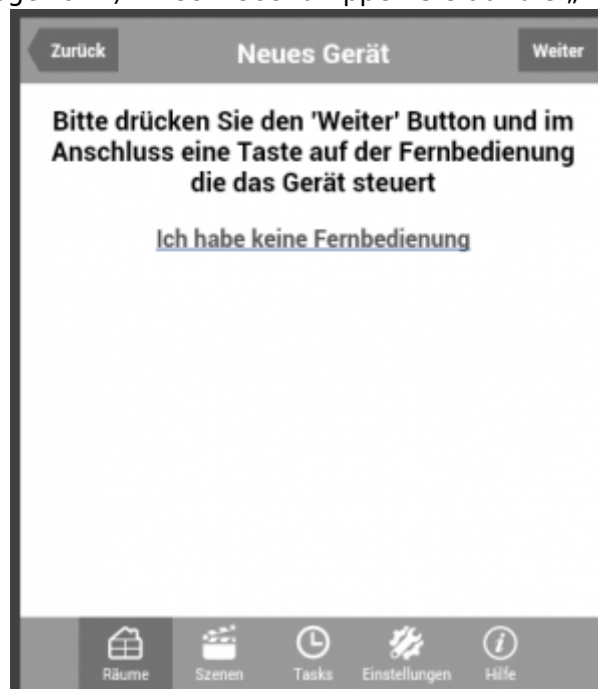 Zurück
Neues Gerät
Weiter
Bitte drücken Sie den 'Weiter' Button und im
Anschluss eine Taste auf der Fernbedienung
die das Gerät steuert
Ich habe keine Fernbedienung
Räume
Szenen
Tasks
Einstellungen
Hilfe